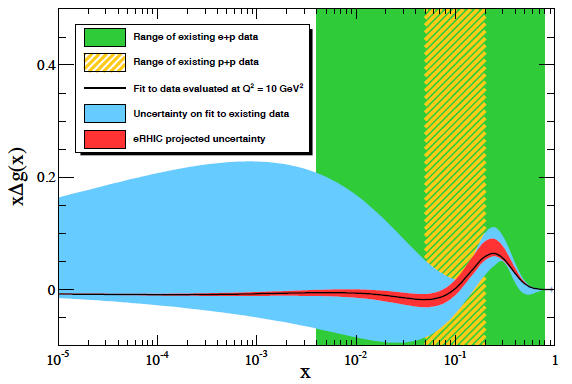 Range of existing e+p data
Range of existing p+p data
Fit to data evaluated at Q² = 10 GeV²
Uncertainty on fit to existing data
eRHIC projected uncertainty
xΔg(x)
0.4
0.2
0
10⁻⁵ 10⁻⁴ 10⁻³ 10⁻² 10⁻¹ 1
x